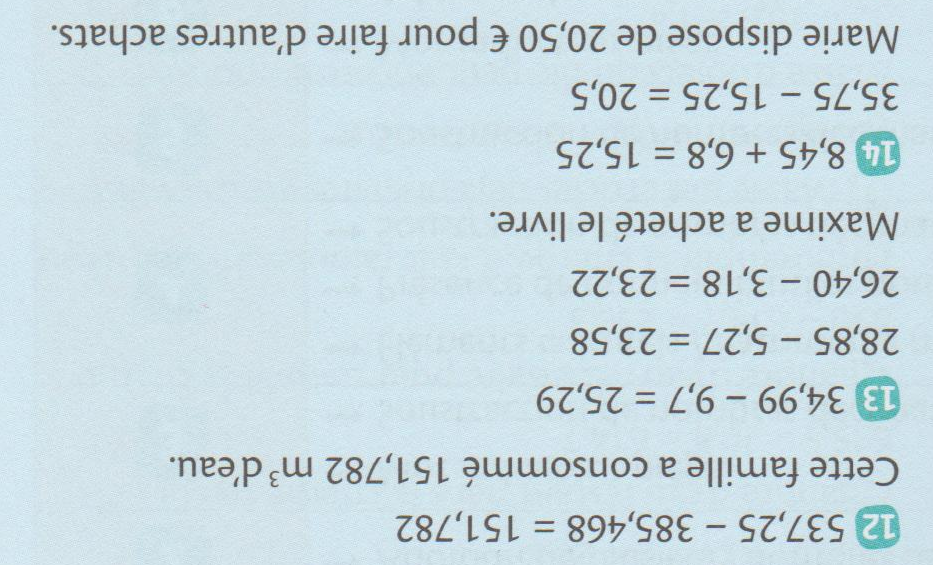 12 537,25 – 385,468 = 151,782
Cette famille a consommé 151,782 m³ d'eau.
13 34,99 – 9,7 = 25,29
28,85 – 5,27 = 23,58
26,40 – 3,18 = 23,22
Maxime a acheté le livre.
14 8,45 + 6,8 = 15,25
35,75 – 15,25 = 20,5
Marie dispose de 20,50 € pour faire d'autres achats.